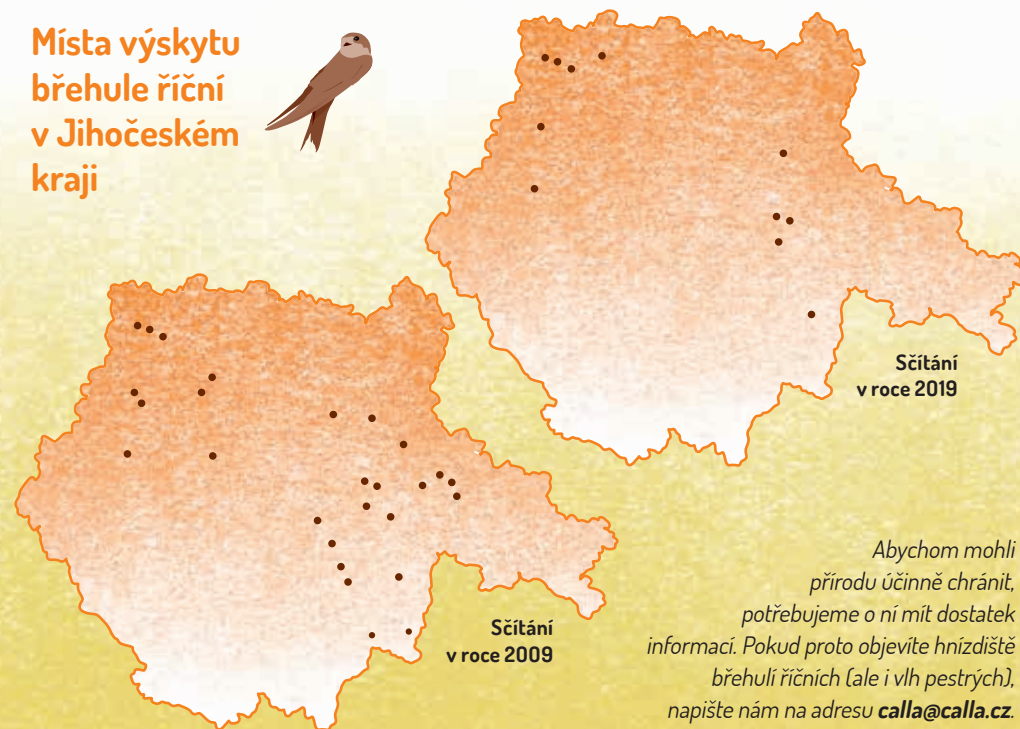 Místa výskytu
břehule říční
v Jihočeském
kraji
Sčítání
v roce 2019
Sčítání
v roce 2009
Abychom mohli
přírodu účinně chránit,
potřebujeme o ní mít dostatek
informací. Pokud proto objevíte hnízdiště
břehulí říčních (ale i vlh pestrých),
napište nám na adresu calla@calla.cz.